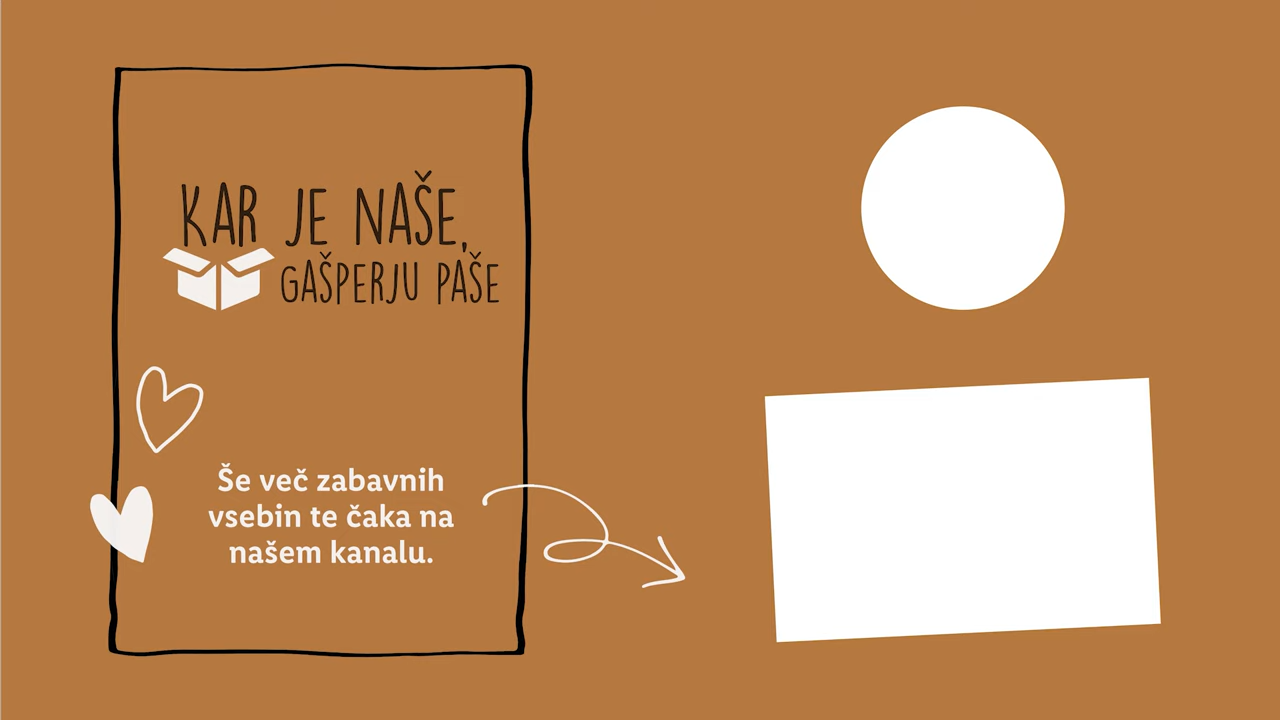 KAR JE NAŠE,
GAŠPERJU PAŠE
Še več zabavnih
vsebin te čaka na
našem kanalu.